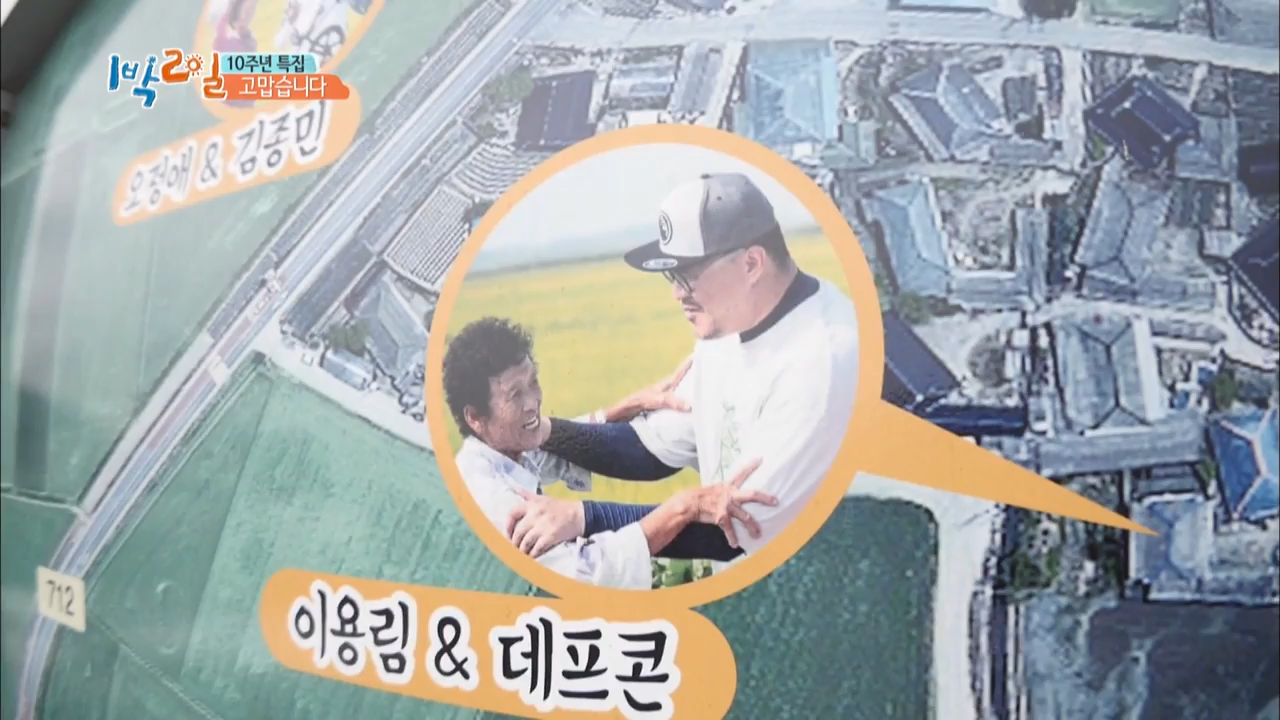 1박2일
10주년 특집
고맙습니다
오정애 & 김종민
712
이용림 & 데프콘